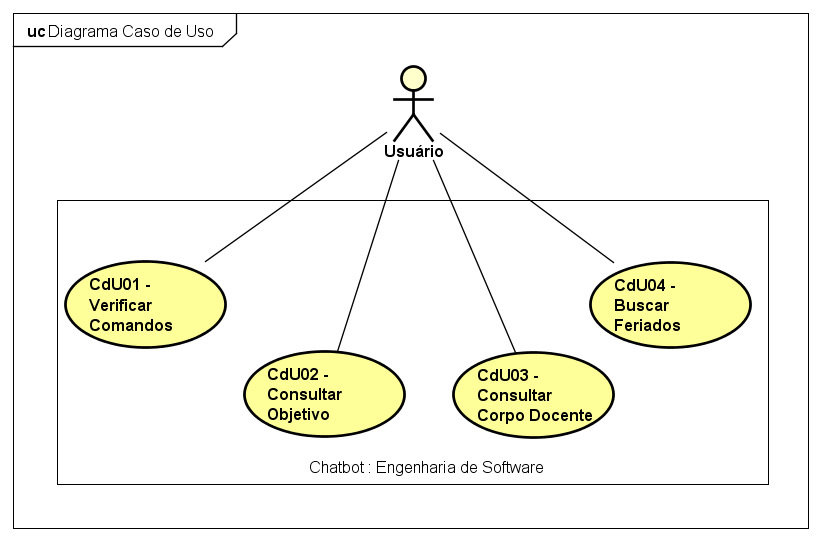 uc Diagrama Caso de Uso
Usuário
CdU01 -
Verificar
Comandos
CdU02 -
Consultar
Objetivo
CdU03 -
Consultar
Corpo Docente
CdU04 -
Buscar
Feriados
Chatbot : Engenharia de Software